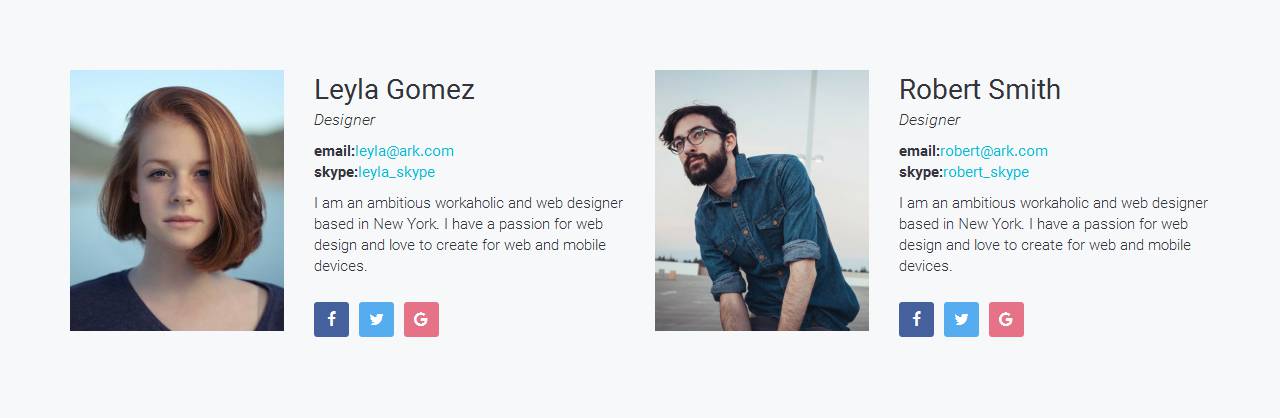 Leyla Gomez
Designer
email:leyla@ark.com
skype:leyla_skype
I am an ambitious workaholic and web designer
based in New York. I have a passion for web
design and love to create for web and mobile
devices.
Robert Smith
Designer
email:robert@ark.com
skype:robert_skype
I am an ambitious workaholic and web designer
based in New York. I have a passion for web
design and love to create for web and mobile
devices.